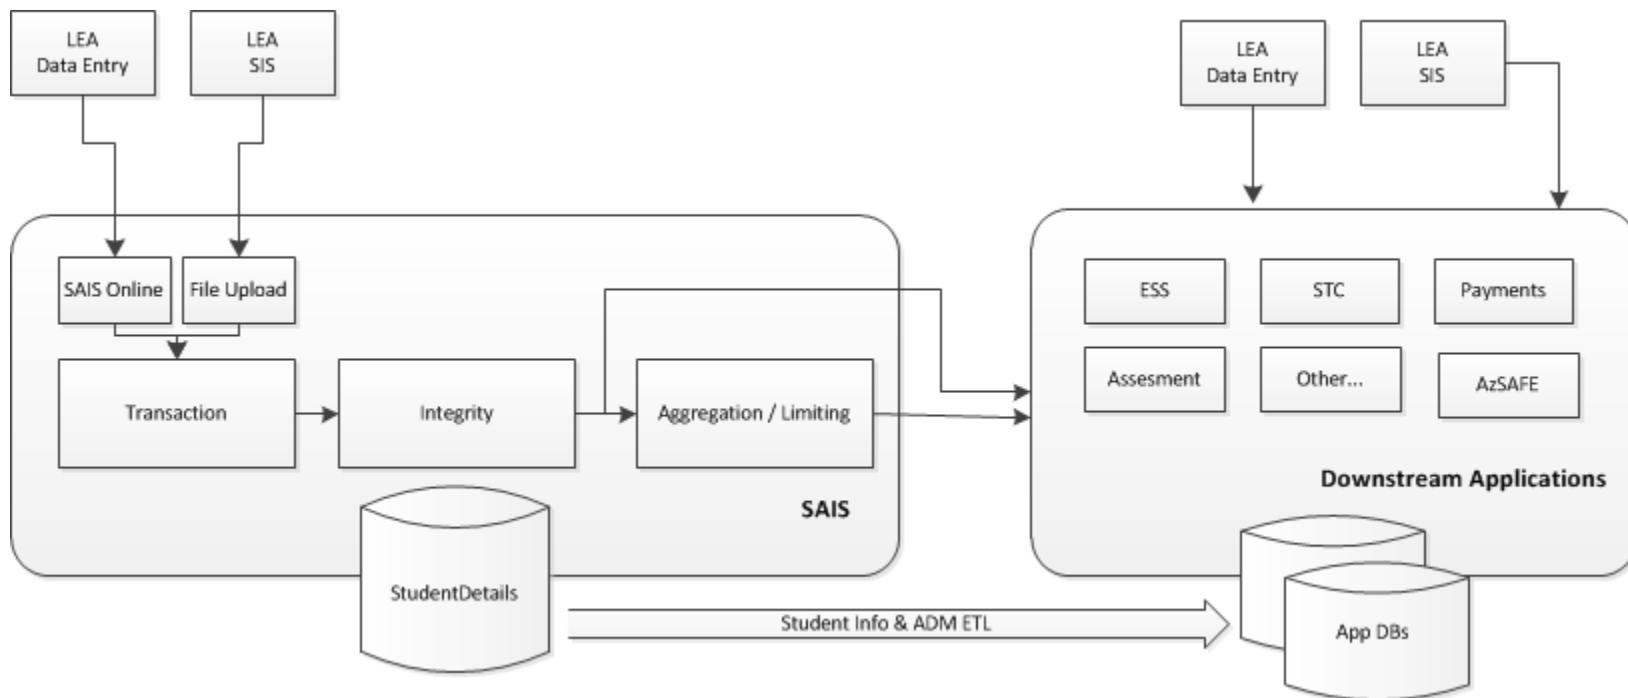 LEA
Data Entry
LEA
SIS
LEA
Data Entry
LEA
SIS
SAIS Online
File Upload
ESS
STC
Payments
Transaction
Integrity
Aggregation / Limiting
Assesment
Other...
AzSAFE
SAIS
Downstream Applications
StudentDetails
Student Info & ADM ETL
App DBs